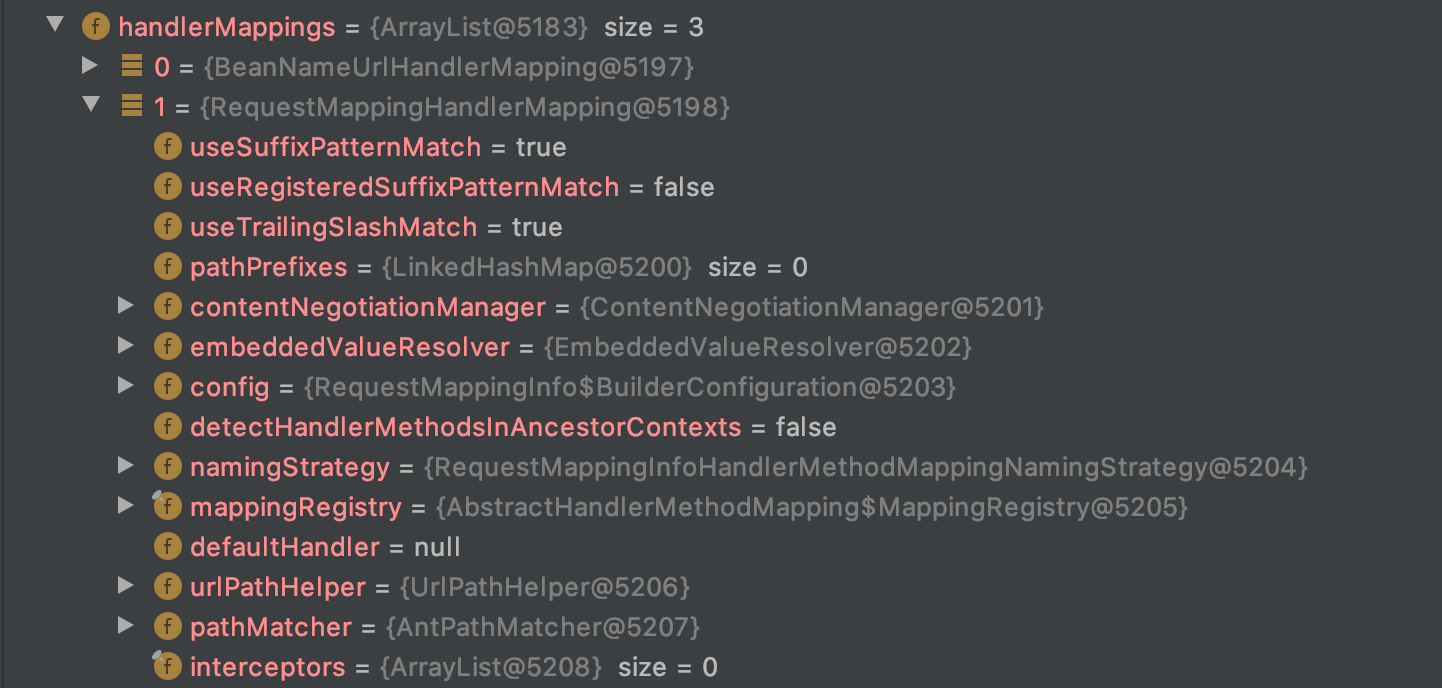 f handlerMappings = {ArrayList@5183} size = 3
0 = {BeanNameUrlHandlerMapping@5197}
1 = {RequestMappingHandlerMapping@5198}
f useSuffixPatternMatch = true
f useRegisteredSuffixPatternMatch = false
f useTrailingSlashMatch = true
f pathPrefixes = {LinkedHashMap@5200} size = 0
f contentNegotiationManager = {ContentNegotiationManager@5201}
f embeddedValueResolver = {EmbeddedValueResolver@5202}
f config = {RequestMappingInfo$BuilderConfiguration@5203}
f detectHandlerMethodsInAncestorContexts = false
f namingStrategy = {RequestMappingInfoHandlerMethodMappingNamingStrategy@5204}
f mappingRegistry = {AbstractHandlerMethodMapping$MappingRegistry@5205}
f defaultHandler = null
f urlPathHelper = {UrlPathHelper@5206}
f pathMatcher = {AntPathMatcher@5207}
f interceptors = {ArrayList@5208} size = 0